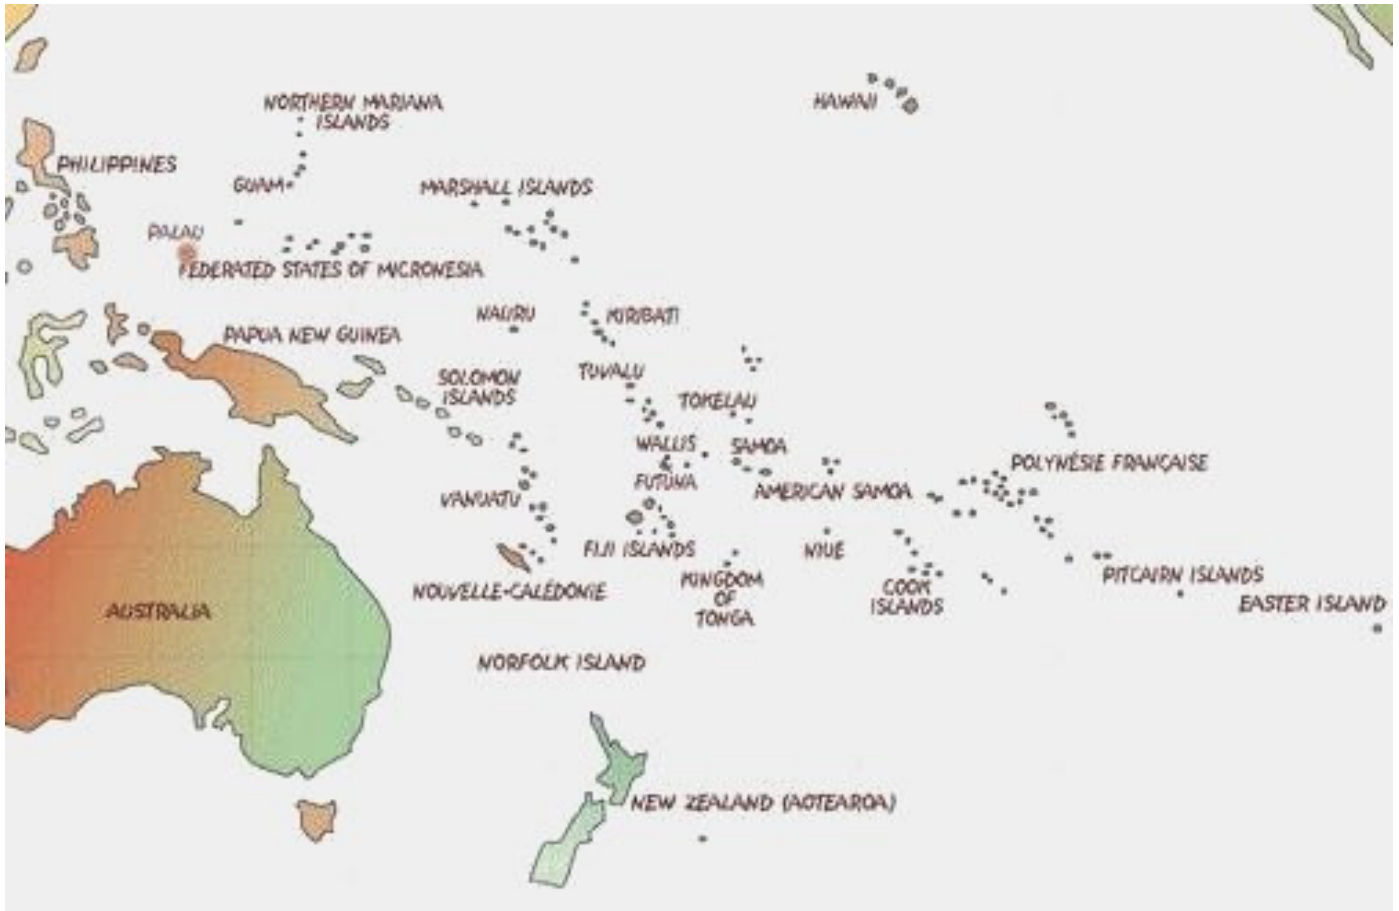 NORTHERN MARIANA
ISLANDS
HAWAII
PHILIPPINES
GUAM
MARSHALL ISLANDS
PALAU
FEDERATED STATES OF MICRONESIA
NAURU
KIRIBATI
PAPUA NEW GUINEA
SOLOMON
ISLANDS
TUVALU
TOKELAU
WALLIS
SAMOA
POLYNÉSIE FRANÇAISE
FUTUNA
AMERICAN SAMOA
VANUATU
FIJI ISLANDS
NIUE
KINGDOM
OF
TONGA
COOK
ISLANDS
PITCAIRN ISLANDS
EASTER ISLAND
NOUVELLE-CALÉDONIE
AUSTRALIA
NORFOLK ISLAND
NEW ZEALAND (AOTEAROA)